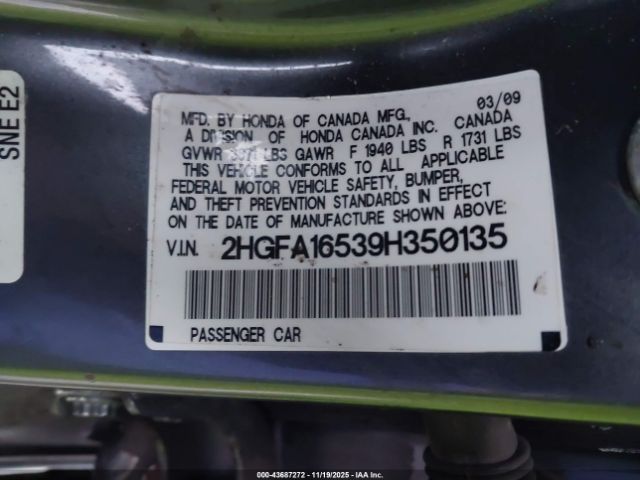 SNE E2
03/09
MFD. BY HONDA OF CANADA MFG.,
A DIVISION OF HONDA CANADA INC. CANADA
GVWR LBS GAWR F 1940 LBS R 1731 LBS
THIS VEHICLE CONFORMS TO ALL APPLICABLE
FEDERAL MOTOR VEHICLE SAFETY, BUMPER,
AND THEFT PREVENTION STANDARDS IN EFFECT
ON THE DATE OF MANUFACTURE SHOWN ABOVE.
V.I.N. 2HGFA16539H350135
PASSENGER CAR
000-43687272 — 11/19/2025 — IAA Inc.